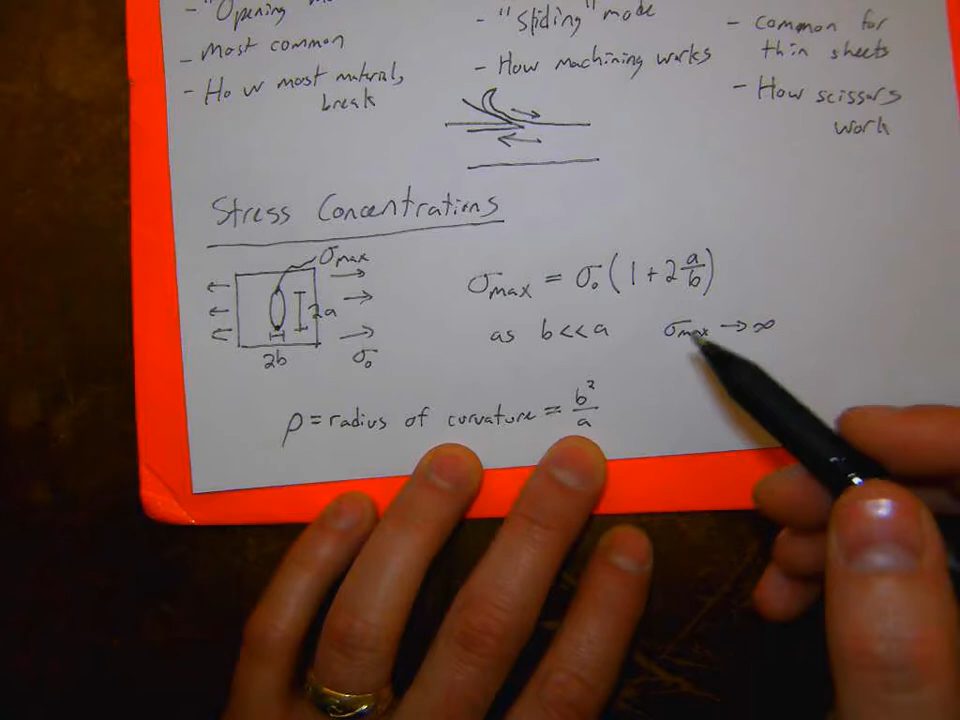 - "Opening
- Most common
- How most materials break
- "Sliding" mode
- How machining works
- common for
thin sheets
- How scissors
work
Stress Concentrations
σmax
2a
2b
σ₀
σmax = σ₀ (1 + 2 a/b)
as b << a σmax → ∞
ρ = radius of curvature = b²/a